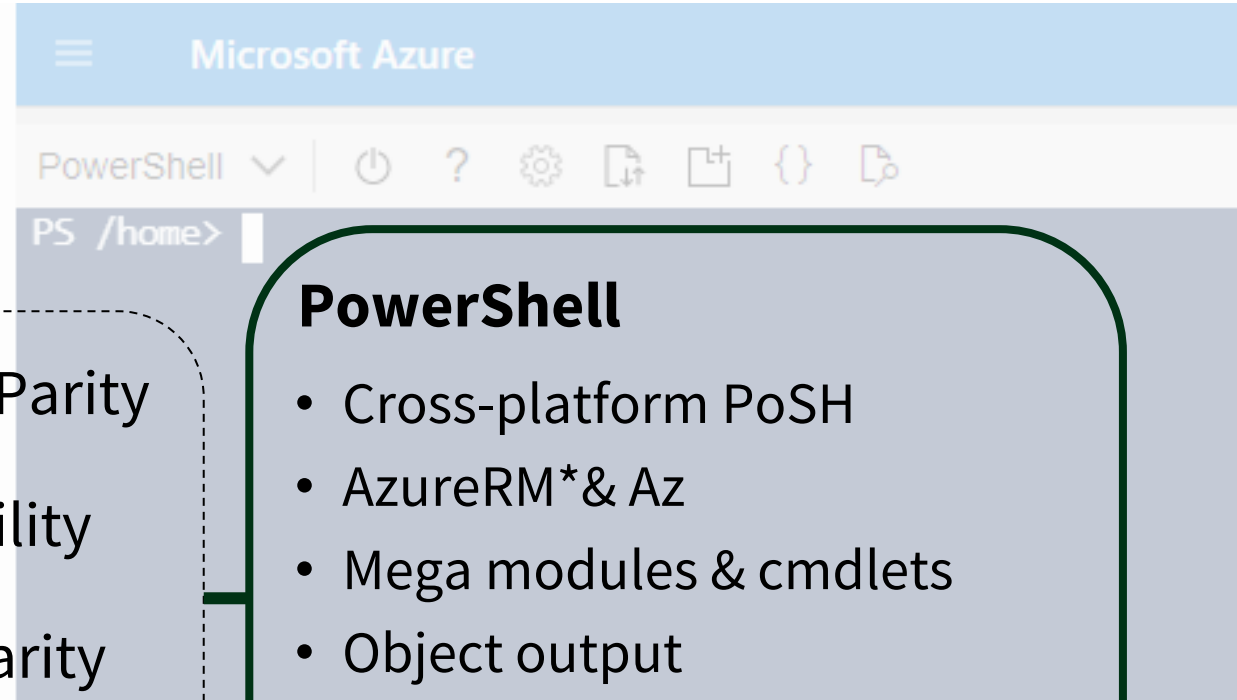 Microsoft Azure
PowerShell
PS /home>
PowerShell
Parity
• Cross-platform PoSH
• AzureRM*& Az
ility
• Mega modules & cmdlets
arity
• Object output